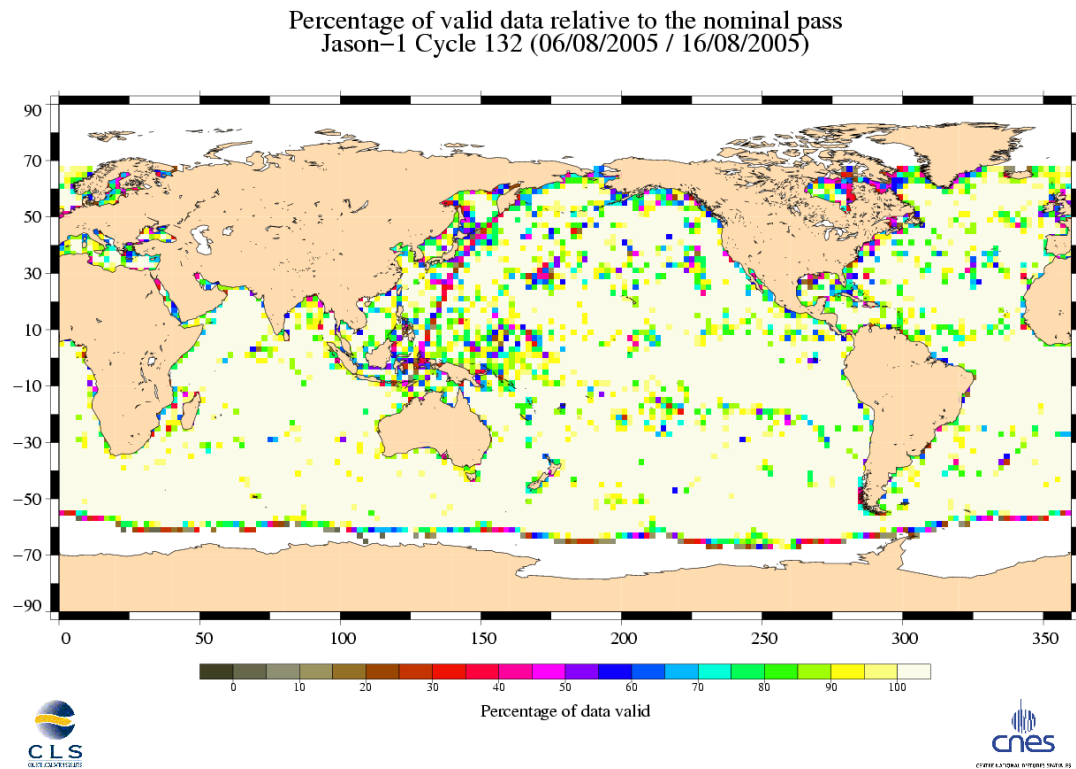 Percentage of valid data relative to the nominal pass
Jason−1 Cycle 132 (06/08/2005 / 16/08/2005)
90
70
50
30
10
−10
−30
−50
−70
−90
0 50 100 150 200 250 300 350
0 10 20 30 40 50 60 70 80 90 100
Percentage of data valid
CLS
cnes